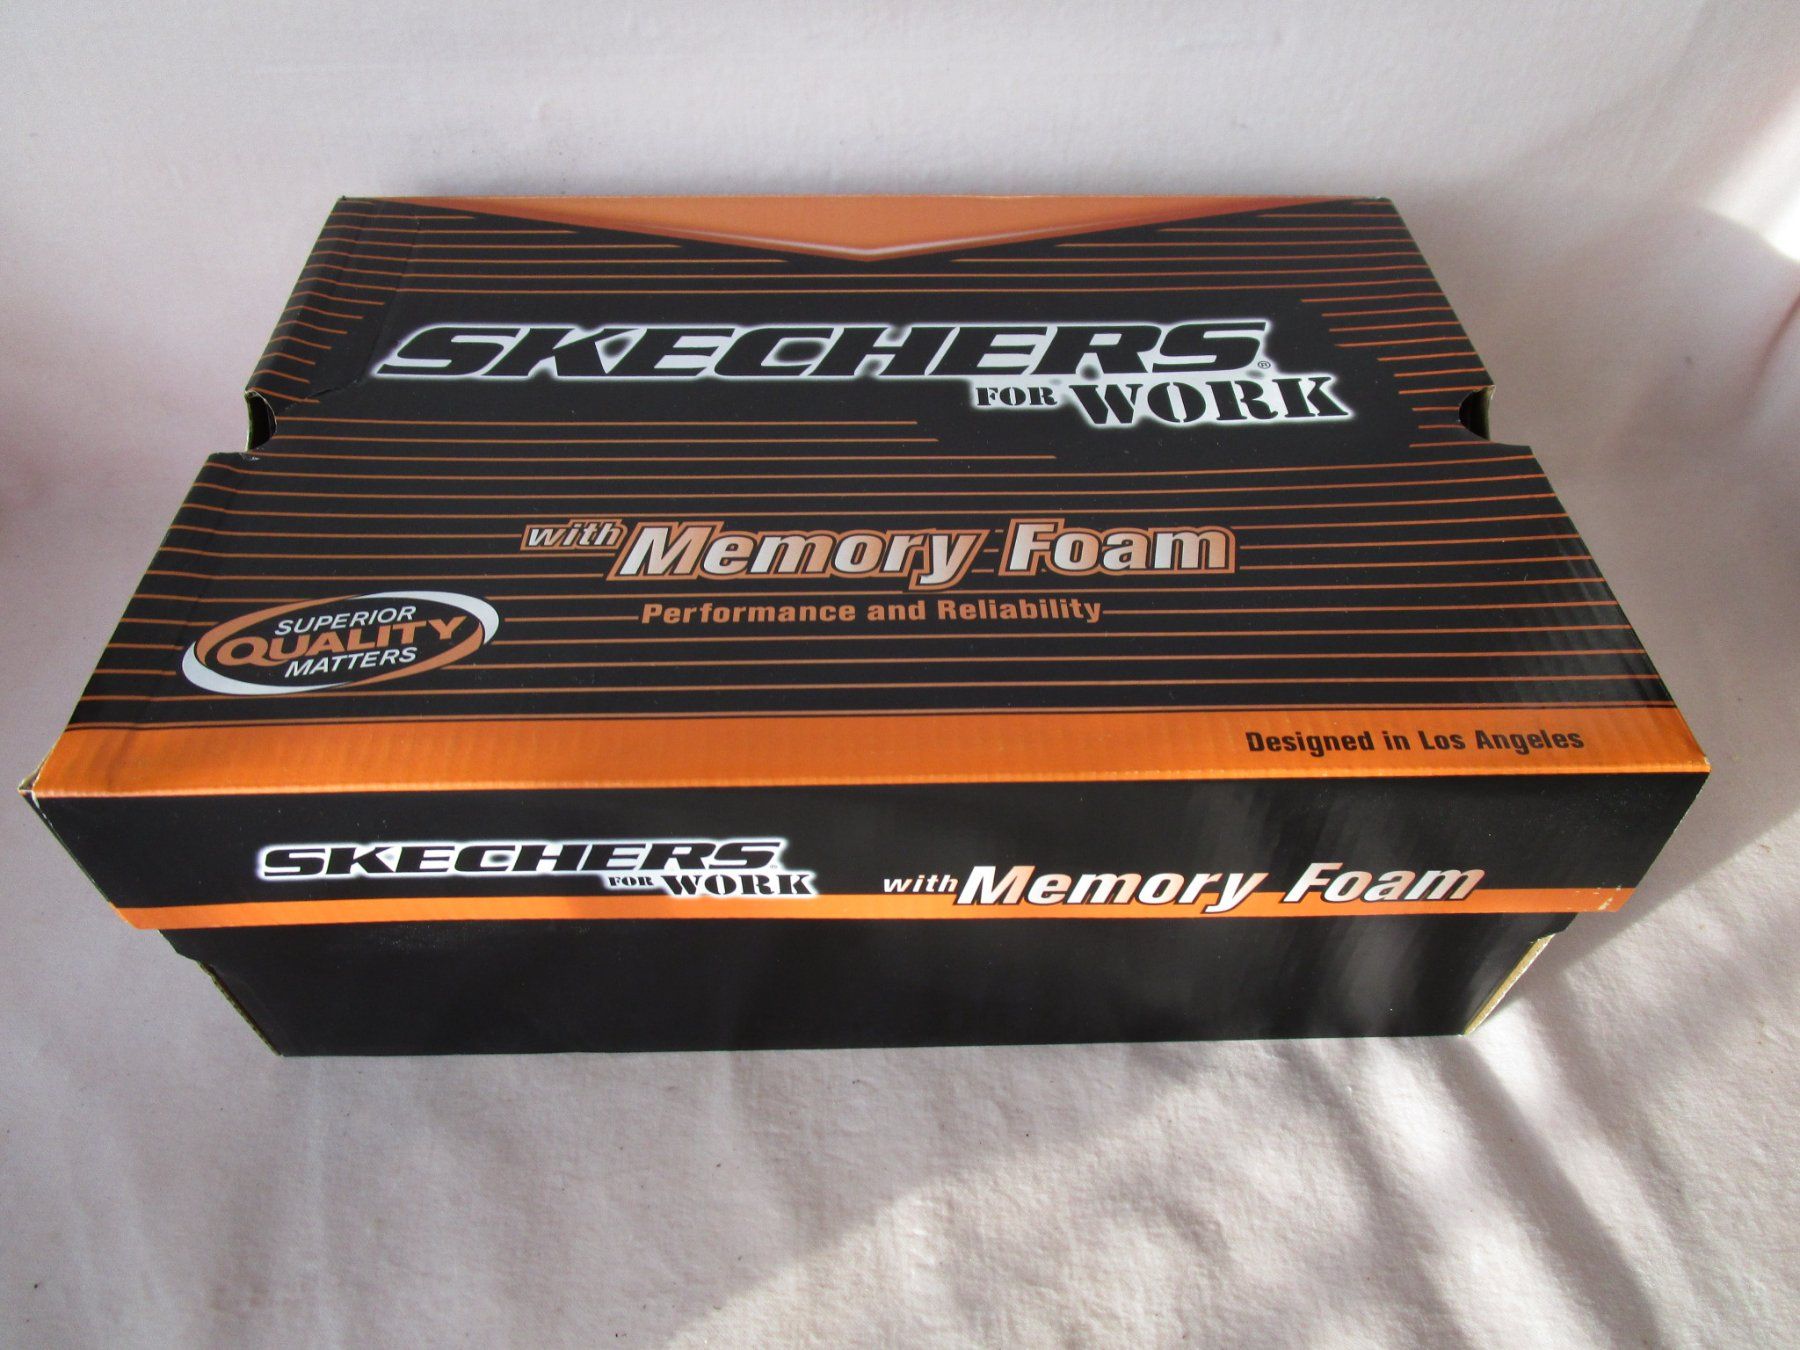 SKECHERS®
FOR WORK
with Memory Foam
Performance and Reliability
SUPERIOR
QUALITY
MATTERS
Designed in Los Angeles
SKECHERS
FOR WORK
with Memory Foam